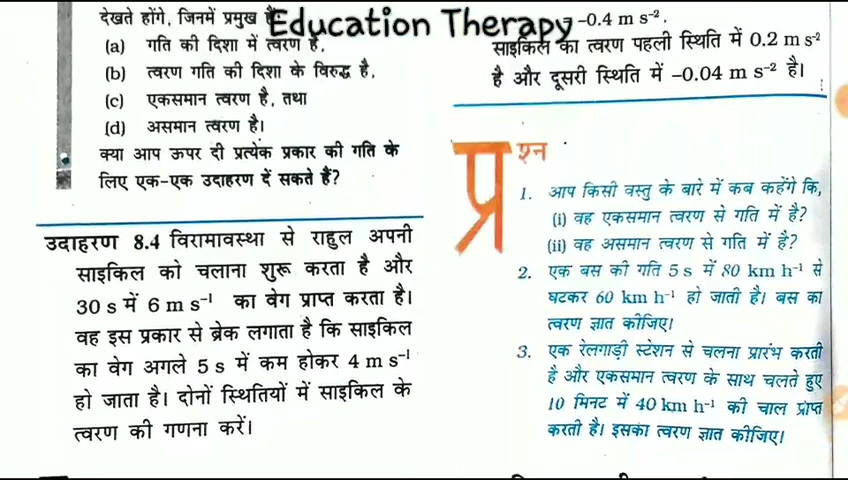 Education Therapy
देखते होंगे, जिनमें प्रमुख हैं
(a) गति की दिशा में त्वरण है,
(b) त्वरण गति की दिशा के विरुद्ध है,
(c) एकसमान त्वरण है, तथा
(d) असमान त्वरण है।
क्या आप ऊपर दी प्रत्येक प्रकार की गति के
लिए एक-एक उदाहरण दे सकते हैं?
उदाहरण 8.4 विरामावस्था से राहुल अपनी
साइकिल को चलाना शुरू करता है और
30 s में 6 m s⁻¹ का वेग प्राप्त करता है।
वह इस प्रकार से ब्रेक लगाता है कि साइकिल
का वेग अगले 5 s में कम होकर 4 m s⁻¹
हो जाता है। दोनों स्थितियों में साइकिल के
त्वरण की गणना करें।
= -0.4 m s⁻².
साइकिल का त्वरण पहली स्थिति में 0.2 m s⁻²
है और दूसरी स्थिति में -0.04 m s⁻² है।
प्रश्न
1. आप किसी वस्तु के बारे में कब कहेंगे कि,
(i) वह एकसमान त्वरण से गति में है?
(ii) वह असमान त्वरण से गति में है?
2. एक बस की गति 5 s में 80 km h⁻¹ से
घटकर 60 km h⁻¹ हो जाती है। बस का
त्वरण ज्ञात कीजिए।
3. एक रेलगाड़ी स्टेशन से चलना प्रारंभ करती
है और एकसमान त्वरण के साथ चलते हुए
10 मिनट में 40 km h⁻¹ की चाल प्राप्त
करती है। इसका त्वरण ज्ञात कीजिए।